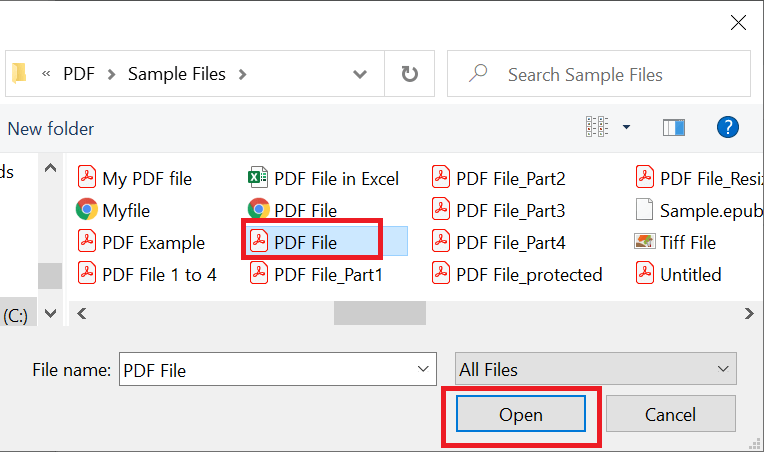 « PDF > Sample Files >
Search Sample Files
New folder
ds
My PDF file
Myfile
PDF Example
PDF File 1 to 4
PDF File in Excel
PDF File
PDF File
PDF File_Part1
PDF File_Part2
PDF File_Part3
PDF File_Part4
PDF File_protected
PDF File_Resi
Sample.epub
Tiff File
Untitled
(C:)
File name: PDF File
All Files
Open
Cancel